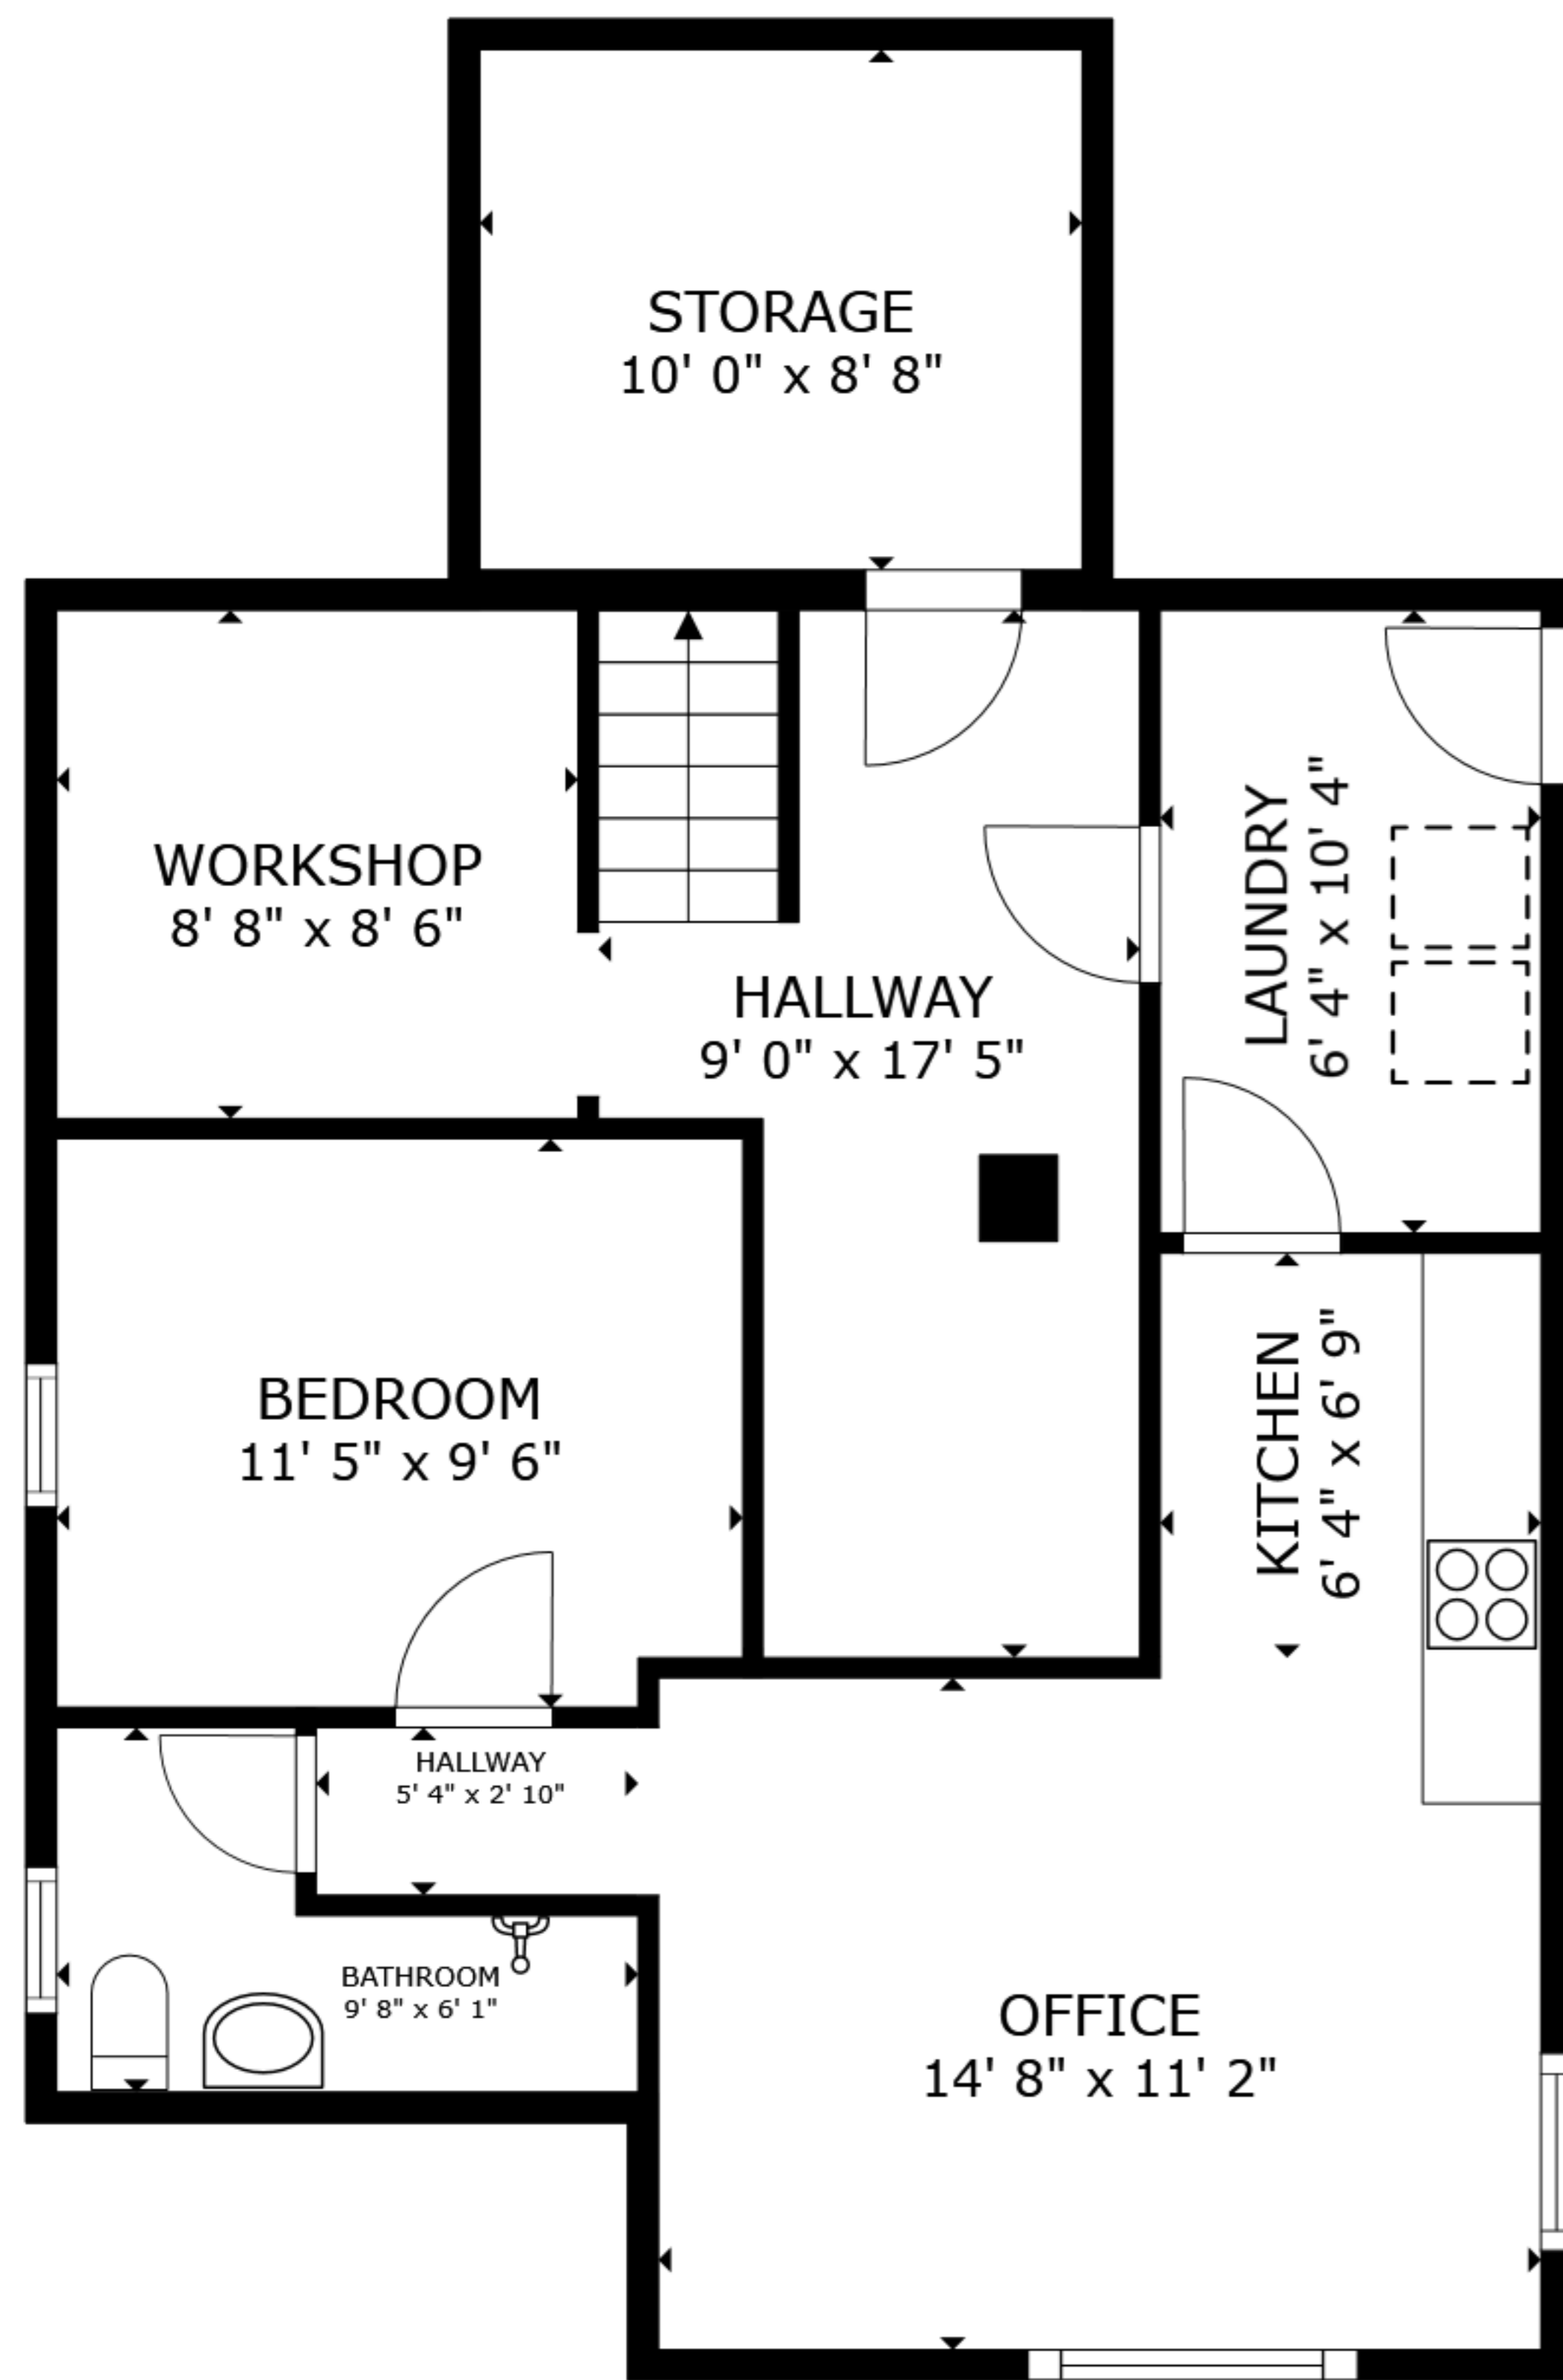 STORAGE
10' 0" x 8' 8"
WORKSHOP
8' 8" x 8' 6"
HALLWAY
9' 0" x 17' 5"
LAUNDRY
6' 4" x 10' 4"
BEDROOM
11' 5" x 9' 6"
KITCHEN
6' 4" x 6' 9"
HALLWAY
5' 4" x 2' 10"
BATHROOM
9' 8" x 6' 1"
OFFICE
14' 8" x 11' 2"